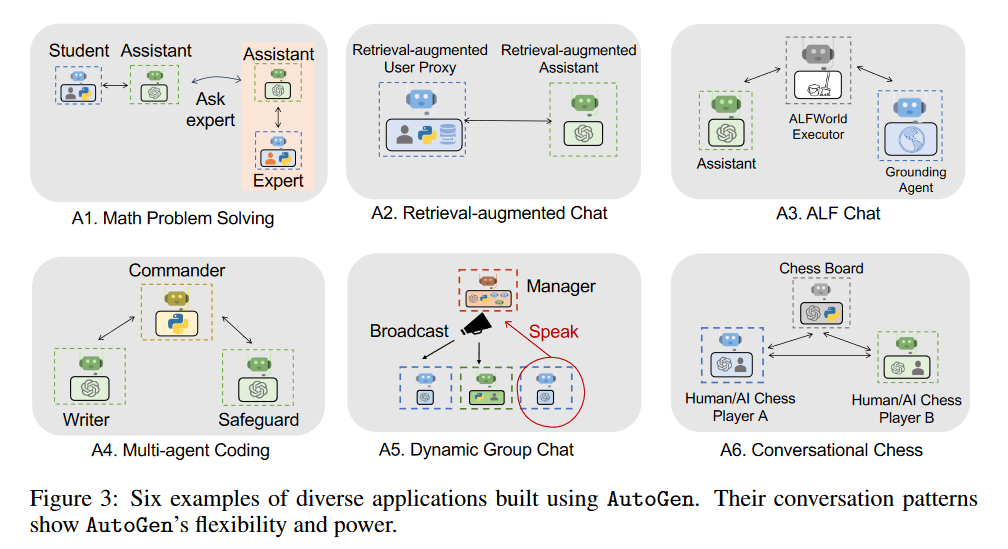 Student
Assistant
Assistant
Ask
expert
Expert
A1. Math Problem Solving
Retrieval-augmented
User Proxy
Retrieval-augmented
Assistant
A2. Retrieval-augmented Chat
Assistant
ALFWorld
Executor
Grounding
Agent
A3. ALF Chat
Commander
Writer
Safeguard
A4. Multi-agent Coding
Manager
Broadcast
Speak
A5. Dynamic Group Chat
Chess Board
Human/AI Chess
Player A
Human/AI Chess
Player B
A6. Conversational Chess
Figure 3: Six examples of diverse applications built using AutoGen. Their conversation patterns
show AutoGen's flexibility and power.